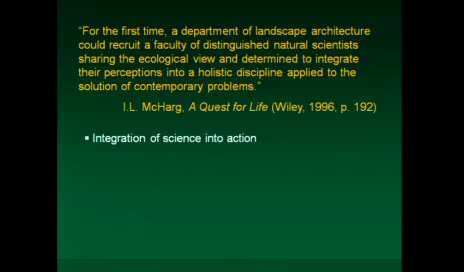 “For the first time, a department of landscape architecture
could recruit a faculty of distinguished natural scientists
sharing the ecological view and determined to integrate
their perceptions into a holistic discipline applied to the
solution of contemporary problems.”
I.L. McHarg, A Quest for Life (Wiley, 1996, p. 192)
▪ Integration of science into action